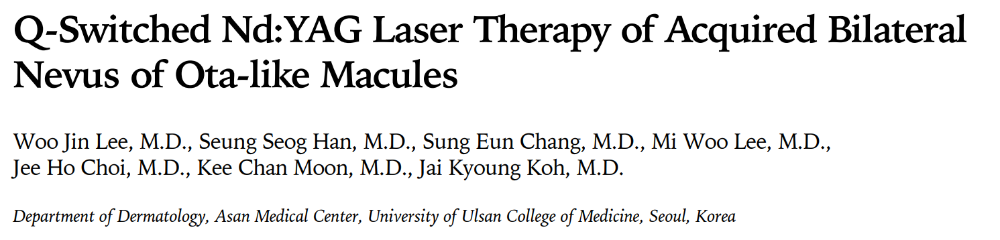 Q-Switched Nd:YAG Laser Therapy of Acquired Bilateral
Nevus of Ota-like Macules
Woo Jin Lee, M.D., Seung Seog Han, M.D., Sung Eun Chang, M.D., Mi Woo Lee, M.D.,
Jee Ho Choi, M.D., Kee Chan Moon, M.D., Jai Kyoung Koh, M.D.
Department of Dermatology, Asan Medical Center, University of Ulsan College of Medicine, Seoul, Korea